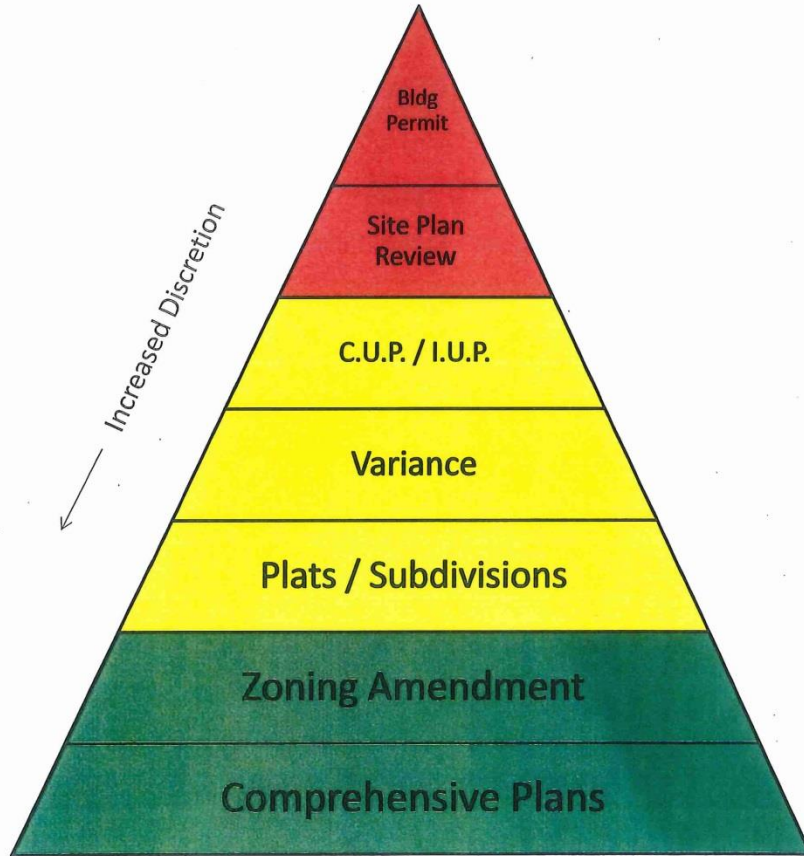 Bldg
Permit
Site Plan
Review
Increased Discretion
C.U.P. / I.U.P.
Variance
Plats / Subdivisions
Zoning Amendment
Comprehensive Plans